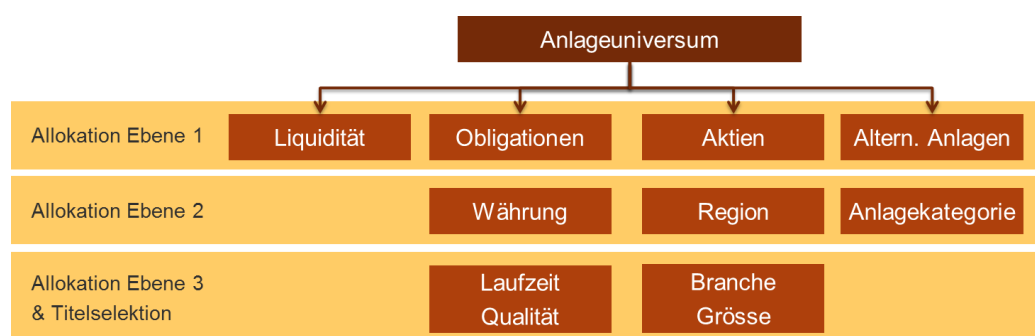 Anlageuniversum
Allokation Ebene 1
Liquidität
Obligationen
Aktien
Altern. Anlagen
Allokation Ebene 2
Währung
Region
Anlagekategorie
Allokation Ebene 3
& Titelselektion
Laufzeit
Qualität
Branche
Grösse